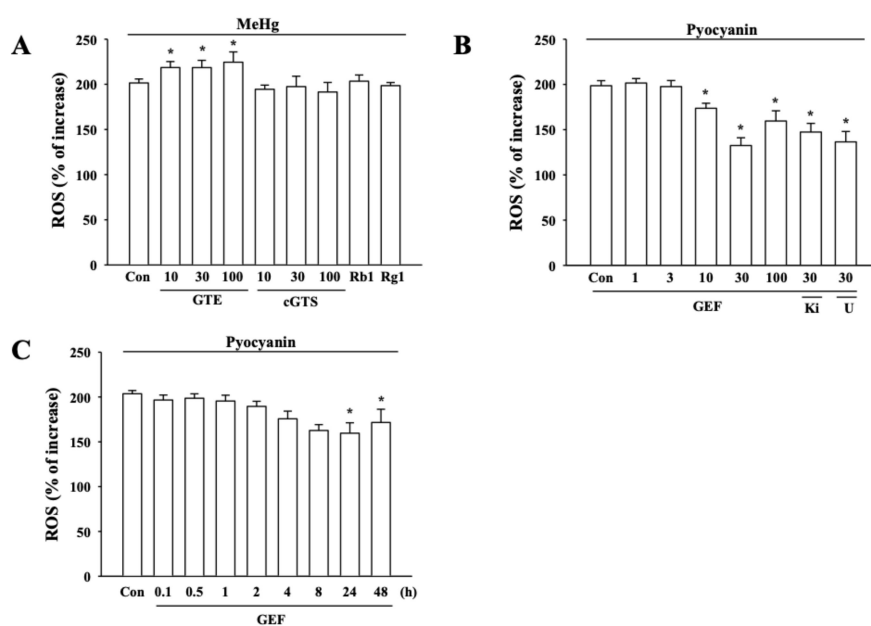 A
MeHg
ROS (% of increase)
250
200
150
100
50
0
* * *
Con 10 30 100 10 30 100 Rb1 Rg1
GTE cGTS
B
Pyocyanin
ROS (% of increase)
250
200
150
100
50
0
* * * * *
Con 1 3 10 30 100 30 30
GEF Ki U
C
Pyocyanin
ROS (% of increase)
250
200
150
100
50
0
* *
Con 0.1 0.5 1 2 4 8 24 48 (h)
GEF